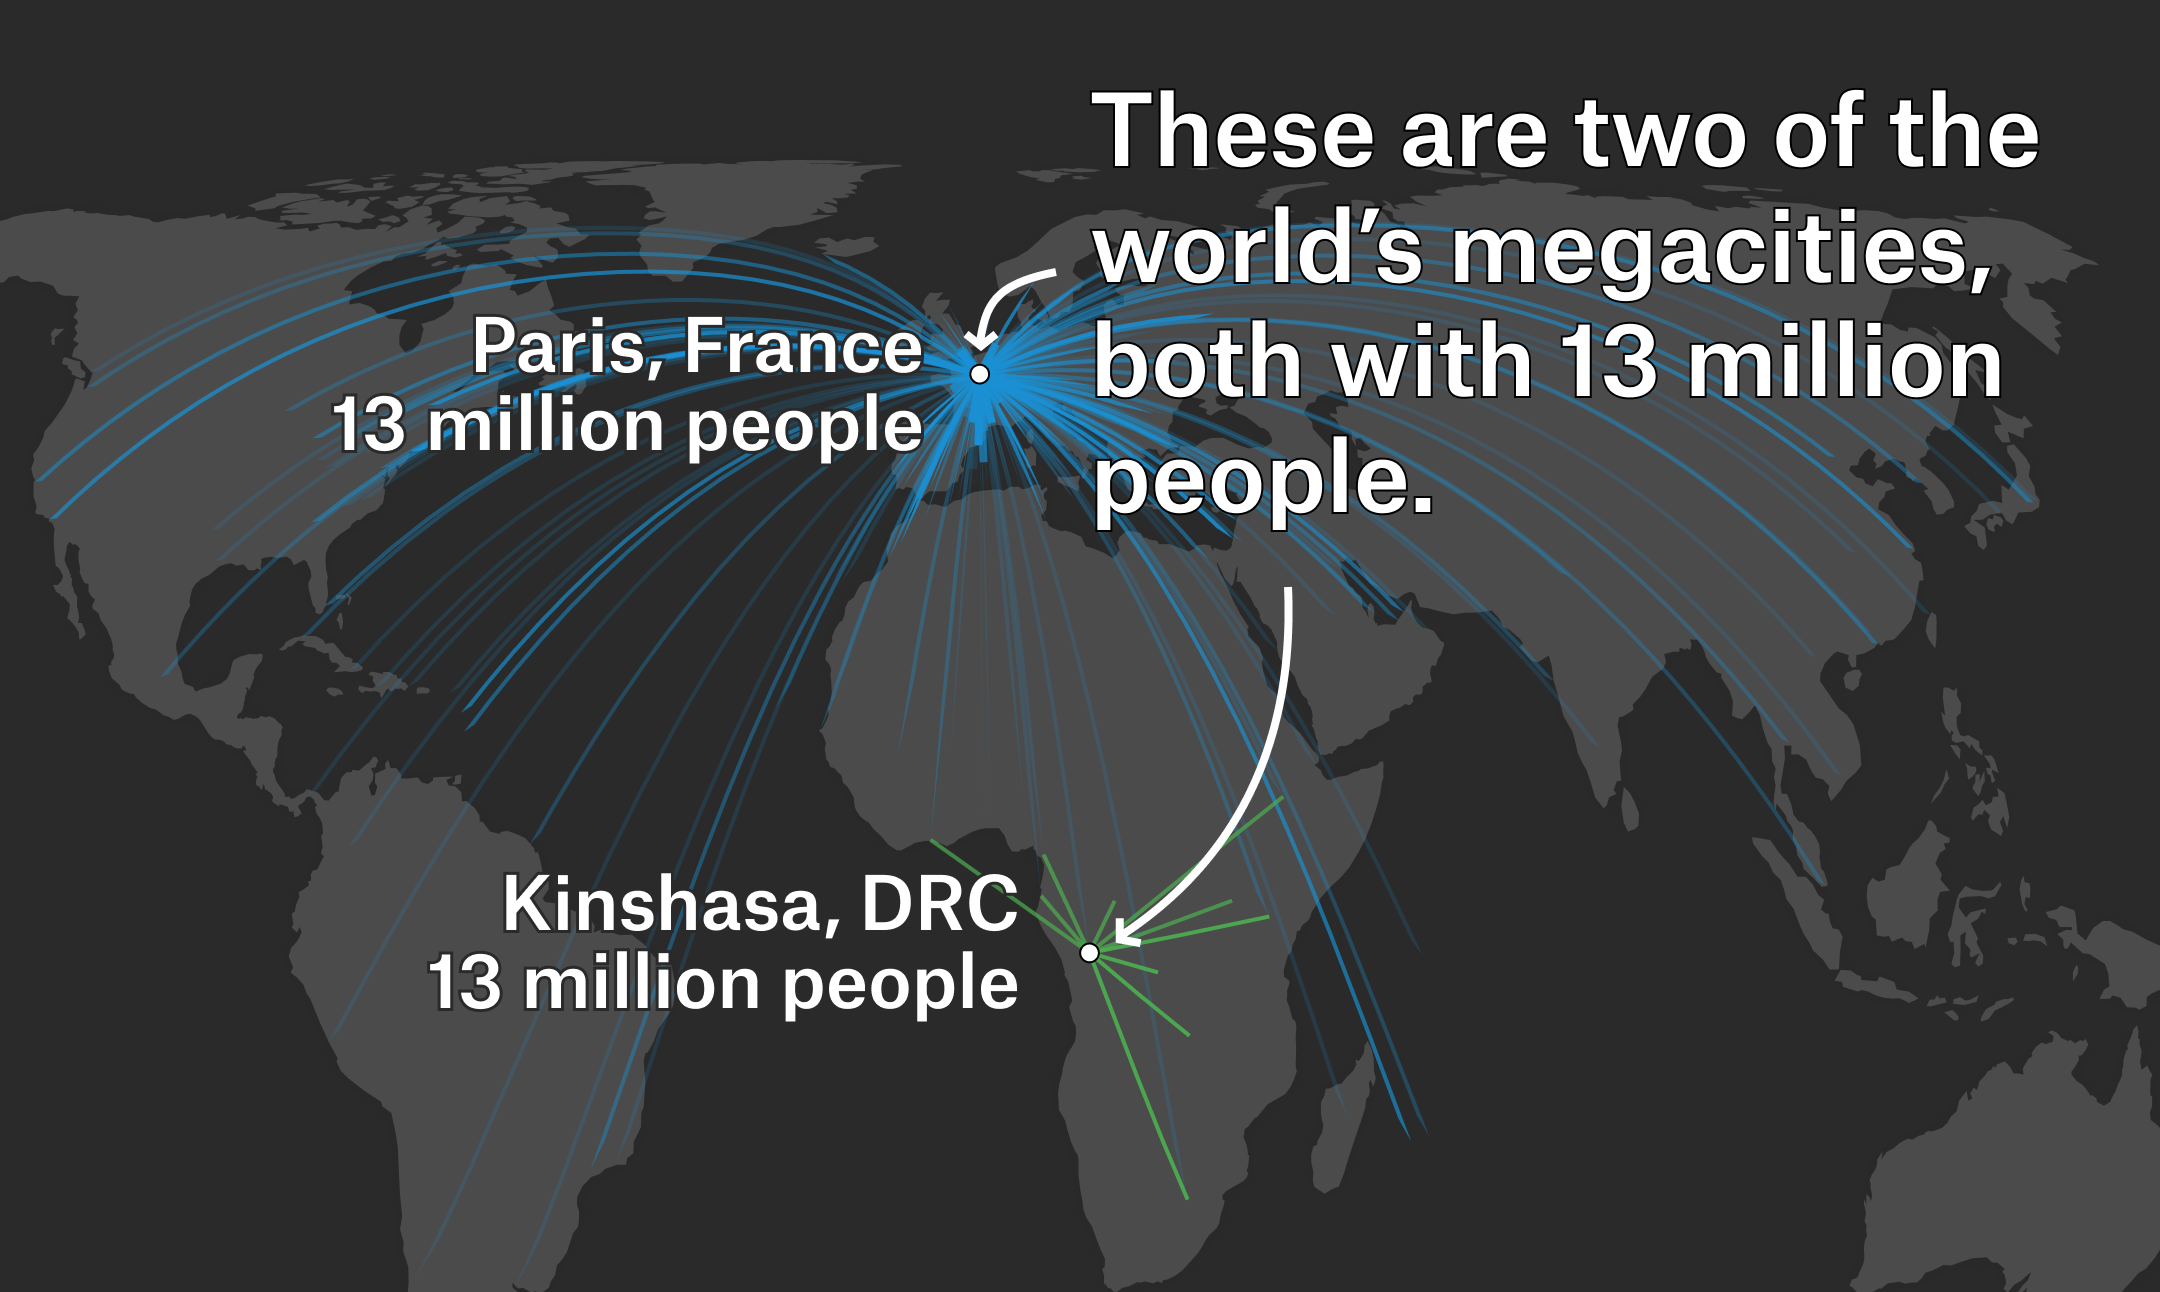 These are two of the
world’s megacities,
both with 13 million
people.
Paris, France
13 million people
Kinshasa, DRC
13 million people